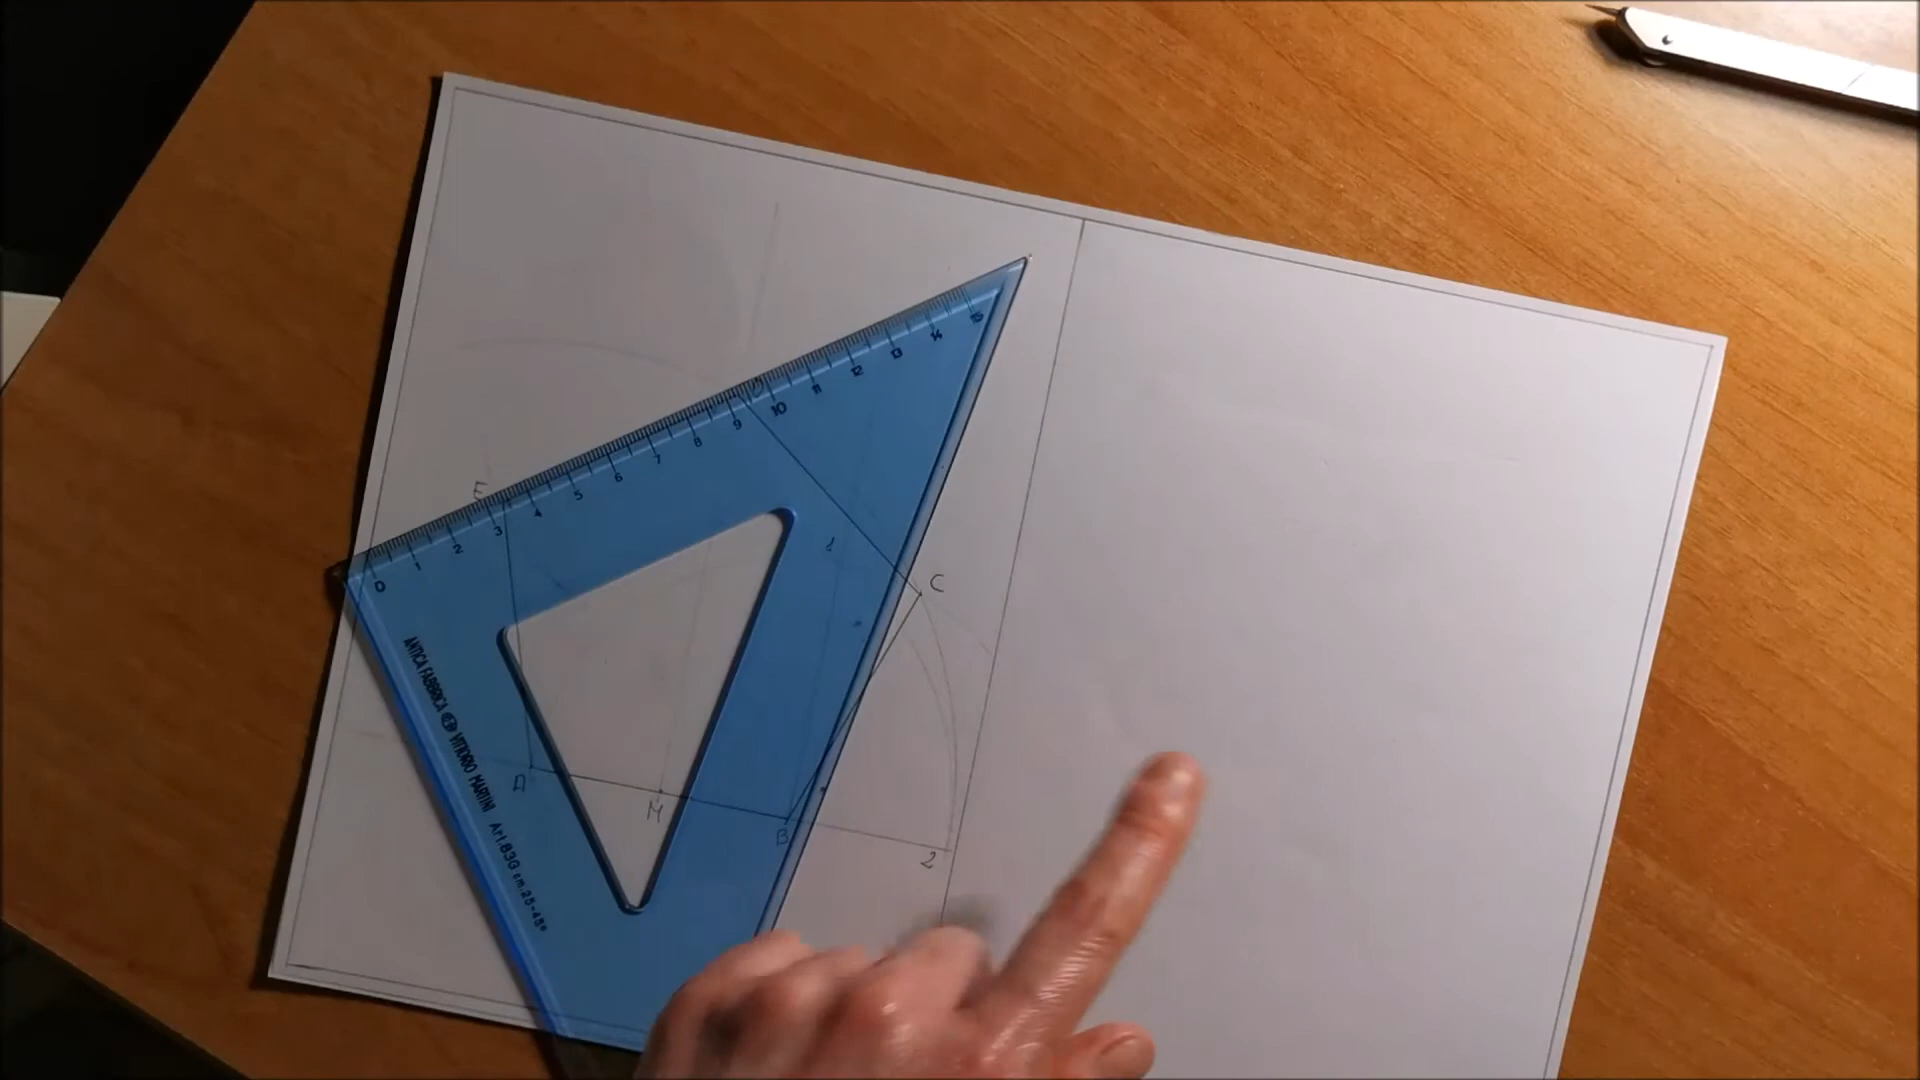 D
E
0 1 2 3 4 5 6 7 8 9 10 11 12 13 14 15
1
C
ANTICA FABBRICA VITTORIO MARTINI Art.830 cm.25-45°
A
M
B
2